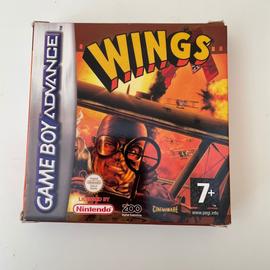 GAME BOY ADVANCE
WINGS
7+
www.pegi.info
LICENSED BY
Nintendo
ZOO
CINEMAWARE